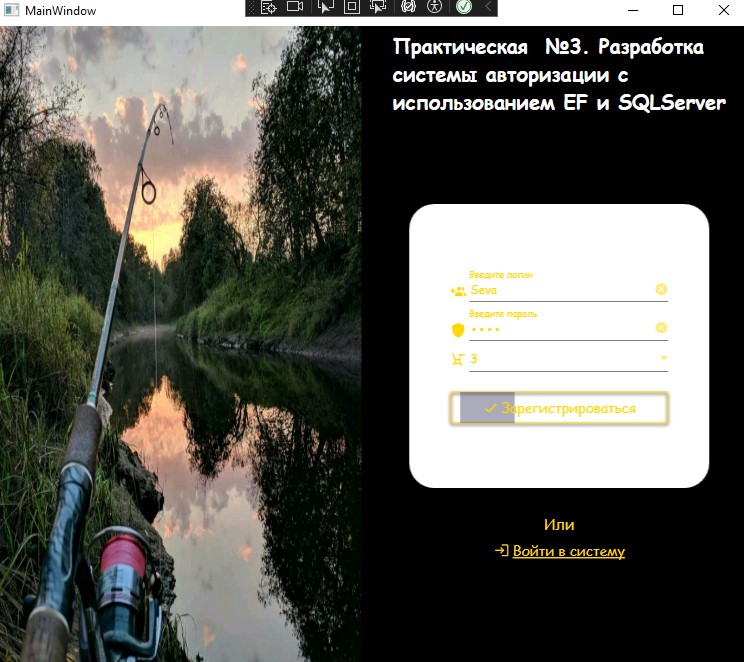 MainWindow
Практическая №3. Разработка
системы авторизации с
использованием EF и SQLServer
Введите логин
Seva
Введите пароль
••••
3
Зарегистрироваться
Или
Войти в систему